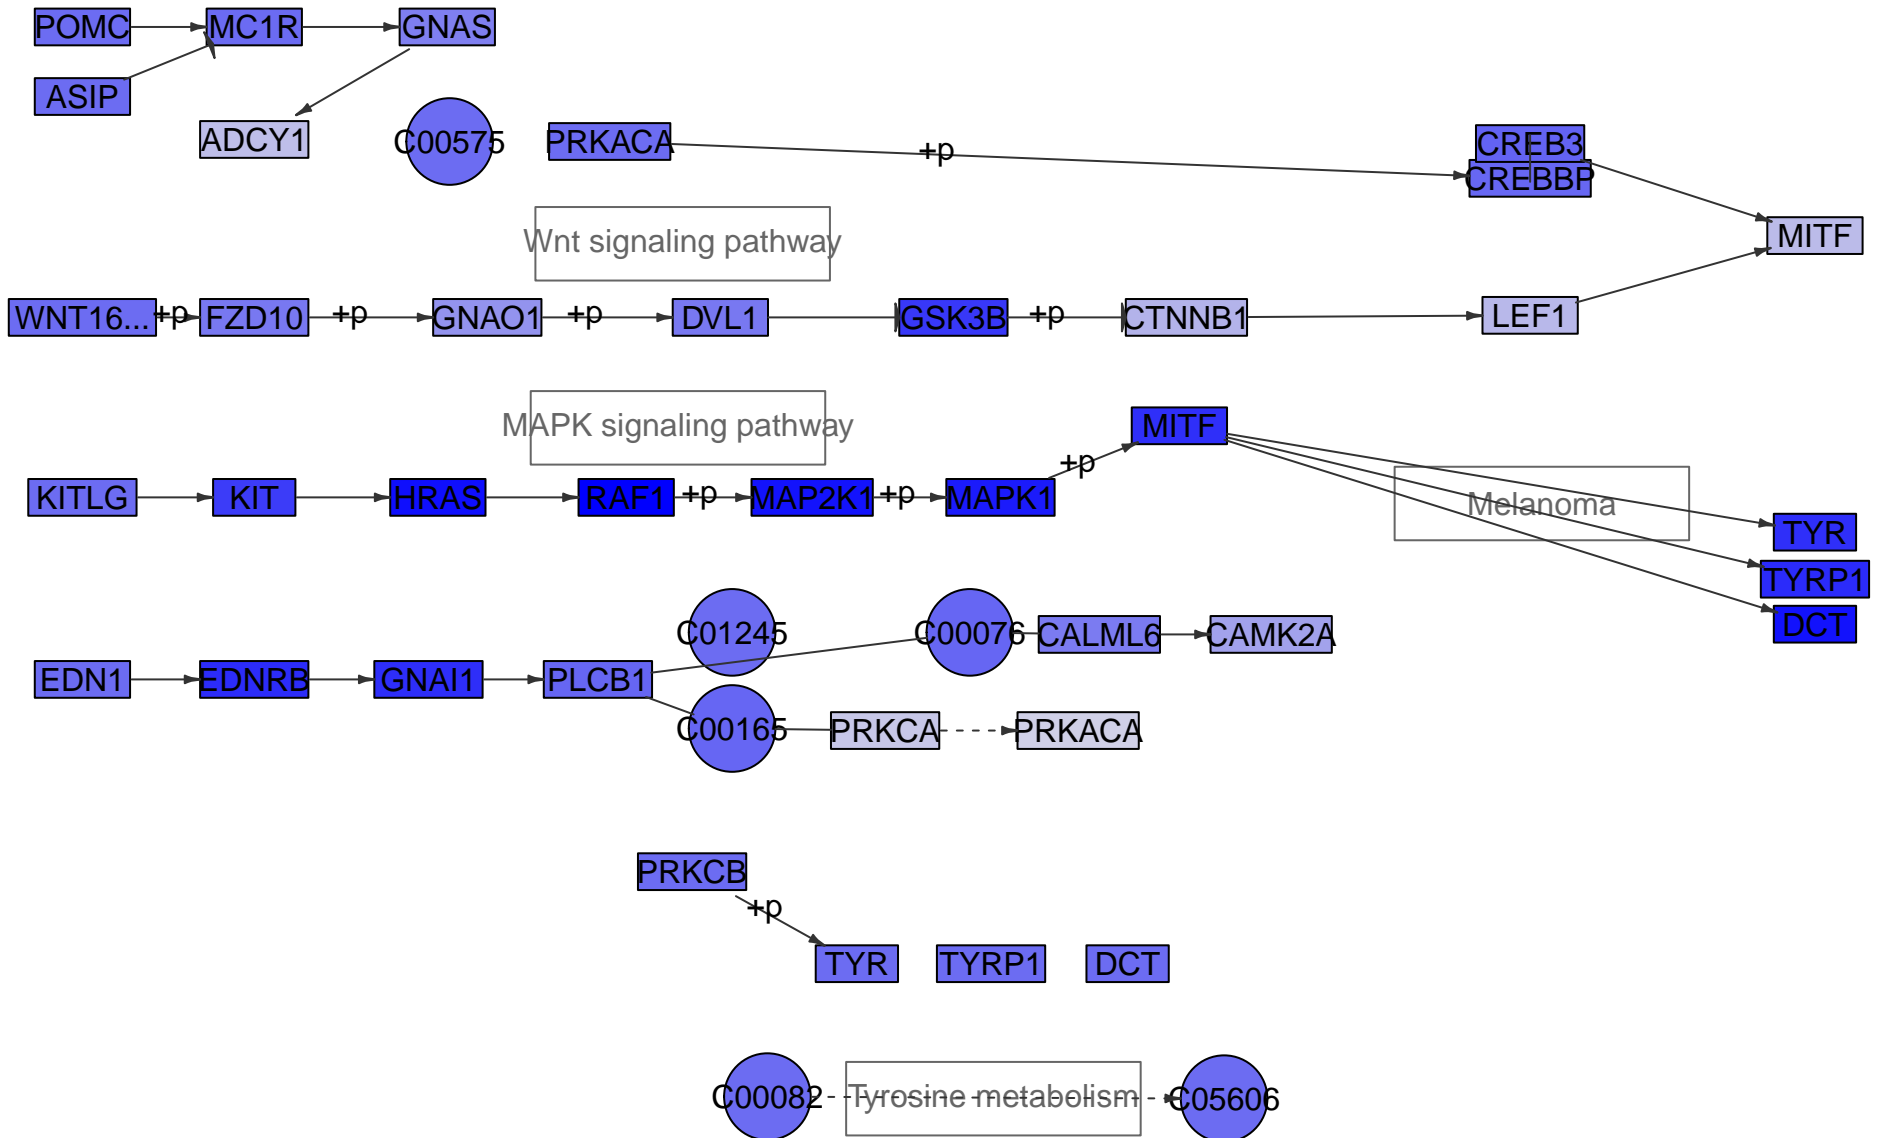 POMC
MC1R
GNAS
ASIP
ADCY1
C00575
PRKACA
+p
CREB3
CREBBP
Wnt signaling pathway
MITF
WNT16...
+p
FZD10
+p
GNAO1
+p
DVL1
GSK3B
+p
CTNNB1
LEF1
MAPK signaling pathway
MITF
+p
KITLG
KIT
HRAS
RAF1
+p
MAP2K1
+p
MAPK1
Melanoma
TYR
TYRP1
DCT
C01245
C00076
CALML6
CAMK2A
EDN1
EDNRB
GNAI1
PLCB1
C00165
PRKCA
PRKACA
PRKCB
+p
TYR
TYRP1
DCT
C00082
Tyrosine metabolism
C05606